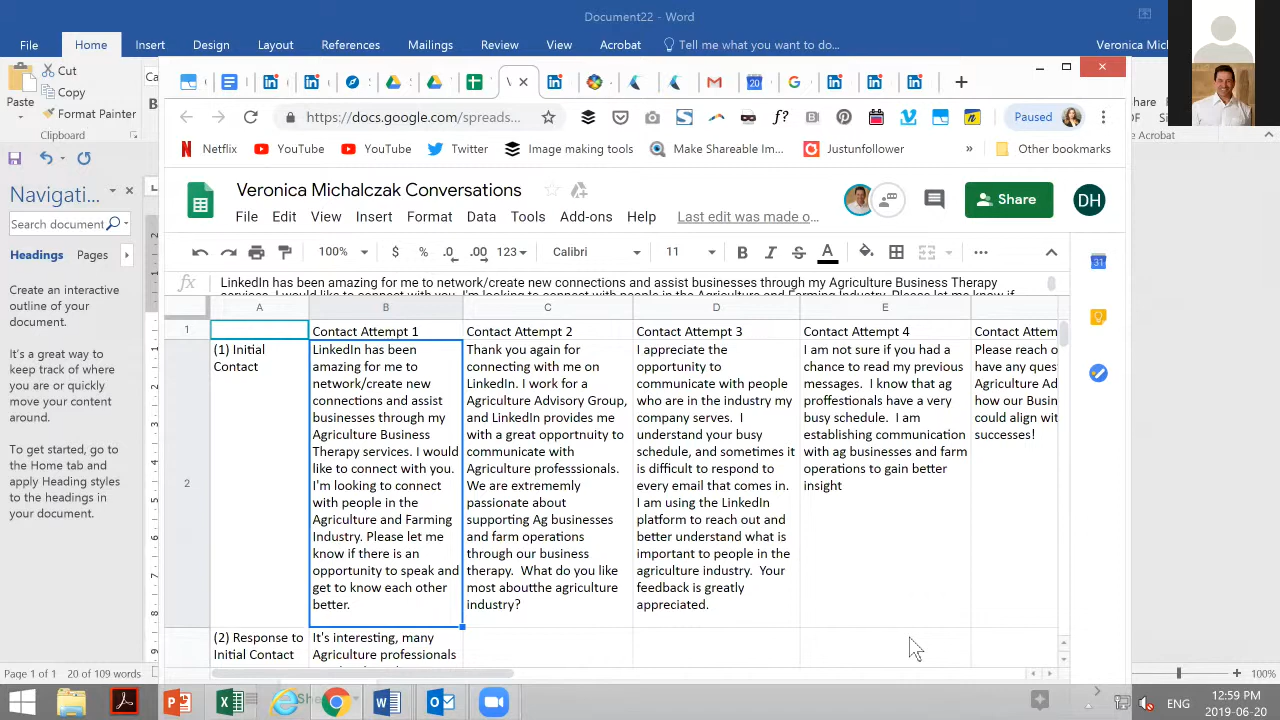 Document22 - Word
File Home Insert Design Layout References Mailings Review View Acrobat Tell me what you want to do... Veronica Mich
Cut
Copy
Format Painter
Paste
Clipboard
Acrobat
Navigati...
Search document
Headings Pages
Create an interactive
outline of your
document.
It's a great way to
keep track of where
you are or quickly
move your content
around.
To get started, go to
the Home tab and
apply Heading styles
to the headings in
your document.
https://docs.google.com/spreads...
Paused
Netflix YouTube YouTube Twitter Image making tools Make Shareable Im... Justunfollower » Other bookmarks
Veronica Michalczak Conversations
Share
DH
File Edit View Insert Format Data Tools Add-ons Help Last edit was made o...
100% $ % .0 .00 123 Calibri 11 B I S A
fx
LinkedIn has been amazing for me to network/create new connections and assist businesses through my Agriculture Business Therapy
A B C D E
1
Contact Attempt 1
Contact Attempt 2
Contact Attempt 3
Contact Attempt 4
Contact Attem
2
(1) Initial
Contact
LinkedIn has been
amazing for me to
network/create new
connections and assist
businesses through my
Agriculture Business
Therapy services. I would
like to connect with you.
I'm looking to connect
with people in the
Agriculture and Farming
Industry. Please let me
know if there is an
opportunity to speak and
get to know each other
better.
Thank you again for
connecting with me on
LinkedIn. I work for a
Agriculture Advisory Group,
and LinkedIn provides me
with a great opportnuity to
communicate with
Agriculture professsionals.
We are extrememly
passionate about
supporting Ag businesses
and farm operations
through our business
therapy. What do you like
most aboutthe agriculture
industry?
I appreciate the
opportunity to
communicate with people
who are in the industry my
company serves. I
understand your busy
schedule, and sometimes it
is difficult to respond to
every email that comes in.
I am using the LinkedIn
platform to reach out and
better understand what is
important to people in the
agriculture industry. Your
feedback is greatly
appreciated.
I am not sure if you had a
chance to read my previous
messages. I know that ag
proffestionals have a very
busy schedule. I am
establishing communication
with ag businesses and farm
operations to gain better
insight
Please reach o
have any ques
Agriculture Ad
how our Busin
could align wit
successes!
(2) Response to
Initial Contact
It's interesting, many
Agriculture professionals
Page 1 of 1 20 of 109 words
100%
ENG
12:59 PM
2019-06-20